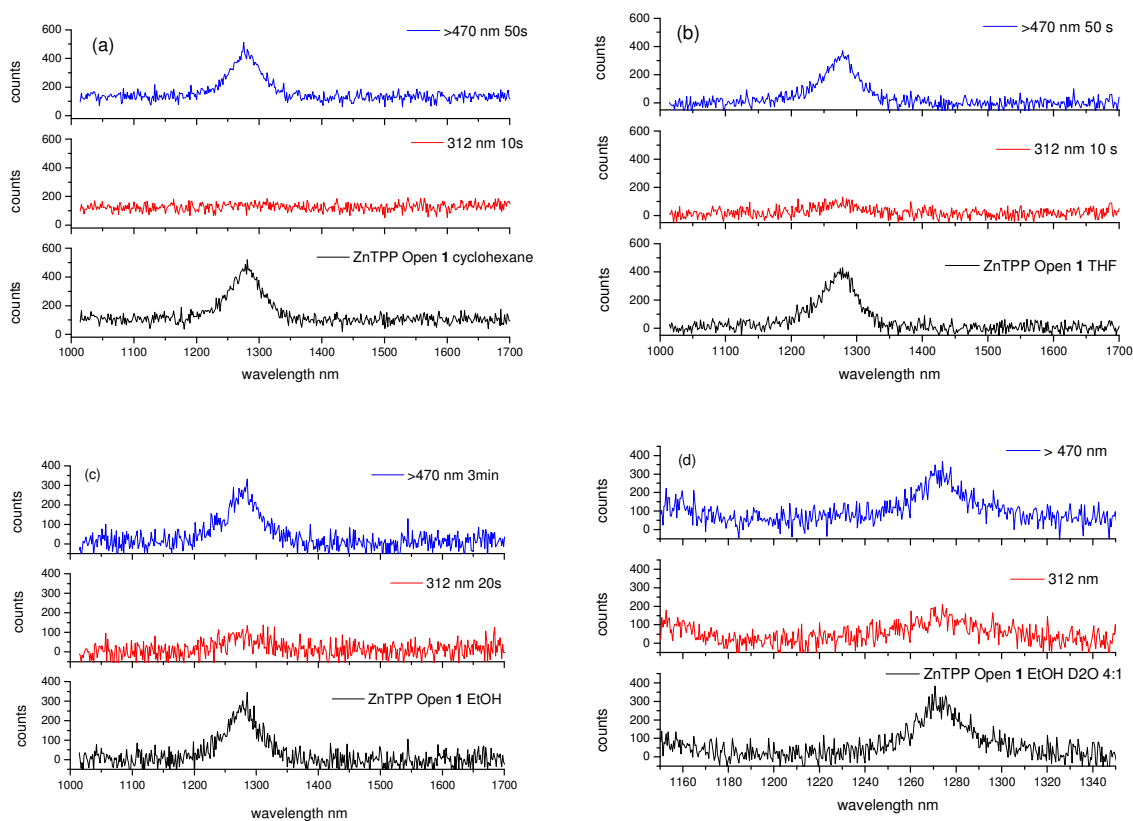 (a)
>470 nm 50s
600
400
200
0
counts
312 nm 10s
600
400
200
0
counts
ZnTPP Open 1 cyclohexane
600
400
200
0
counts
1000 1100 1200 1300 1400 1500 1600 1700
wavelength nm
(b)
>470 nm 50 s
600
400
200
0
counts
312 nm 10 s
600
400
200
0
counts
ZnTPP Open 1 THF
600
400
200
0
counts
1000 1100 1200 1300 1400 1500 1600 1700
wavelength nm
(c)
>470 nm 3min
400
300
200
100
0
counts
312 nm 20s
400
300
200
100
0
counts
ZnTPP Open 1 EtOH
400
300
200
100
0
counts
1000 1100 1200 1300 1400 1500 1600 1700
wavelength nm
(d)
> 470 nm
400
300
200
100
0
counts
312 nm
400
300
200
100
0
counts
ZnTPP Open 1 EtOH D2O 4:1
400
300
200
100
0
counts
1160 1180 1200 1220 1240 1260 1280 1300 1320 1340
wavelength nm